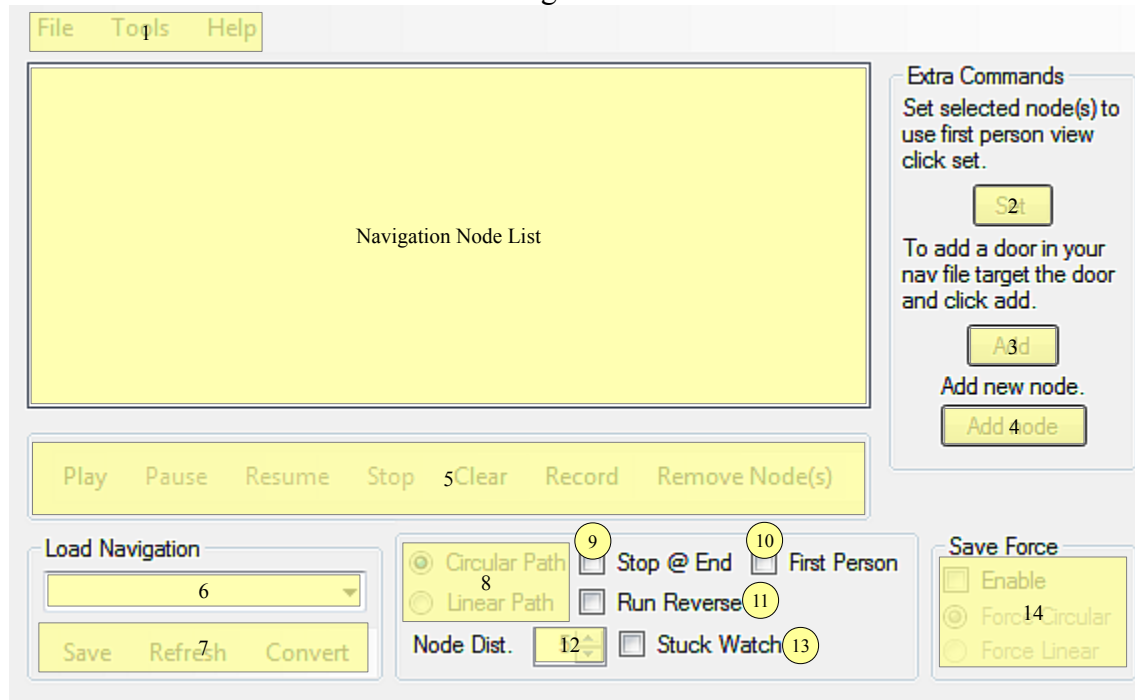 File Tools Help
1
Extra Commands
Set selected node(s) to
use first person view
click set.
Set
2
Navigation Node List
To add a door in your
nav file target the door
and click add.
Add
3
Add new node.
Add node
4
Play Pause Resume Stop Clear Record Remove Node(s)
5
Load Navigation
6
Save Refresh Convert
7
Circular Path
8
Linear Path
9
Stop @ End
10
First Person
Run Reverse
11
Node Dist.
12
Stuck Watch
13
Save Force
Enable
14
Force Circular
Force Linear